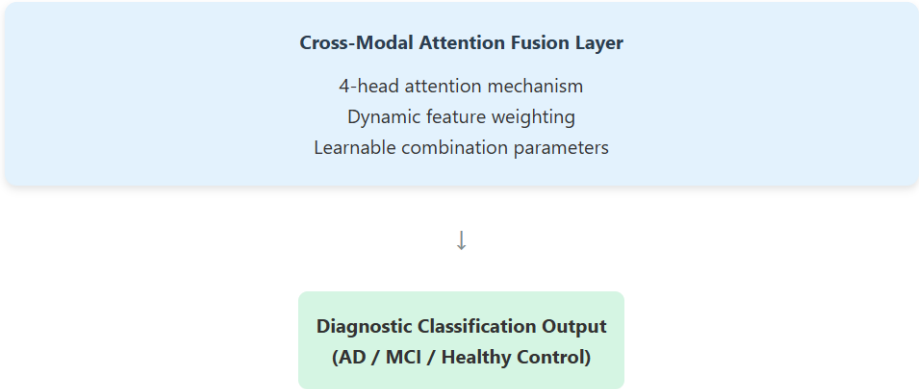 Cross-Modal Attention Fusion Layer
4-head attention mechanism
Dynamic feature weighting
Learnable combination parameters
↓
Diagnostic Classification Output
(AD / MCI / Healthy Control)